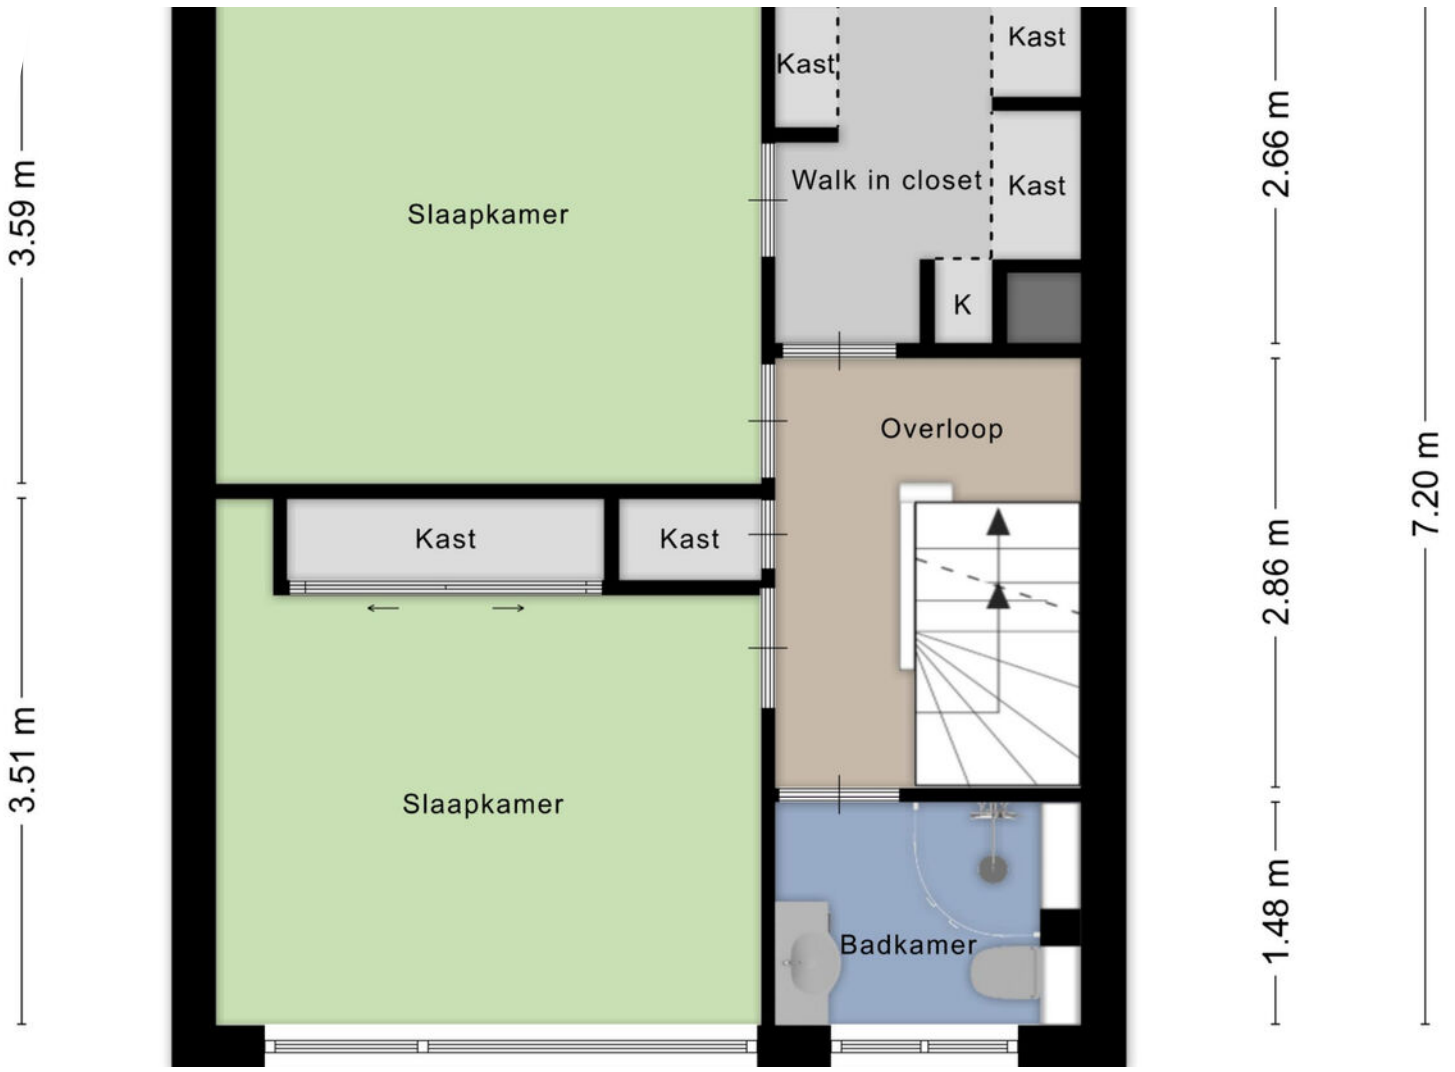 Kast
Kast
Walk in closet
Kast
Slaapkamer
K
Overloop
Kast
Kast
Slaapkamer
Badkamer
3.59 m
3.51 m
2.66 m
2.86 m
1.48 m
7.20 m